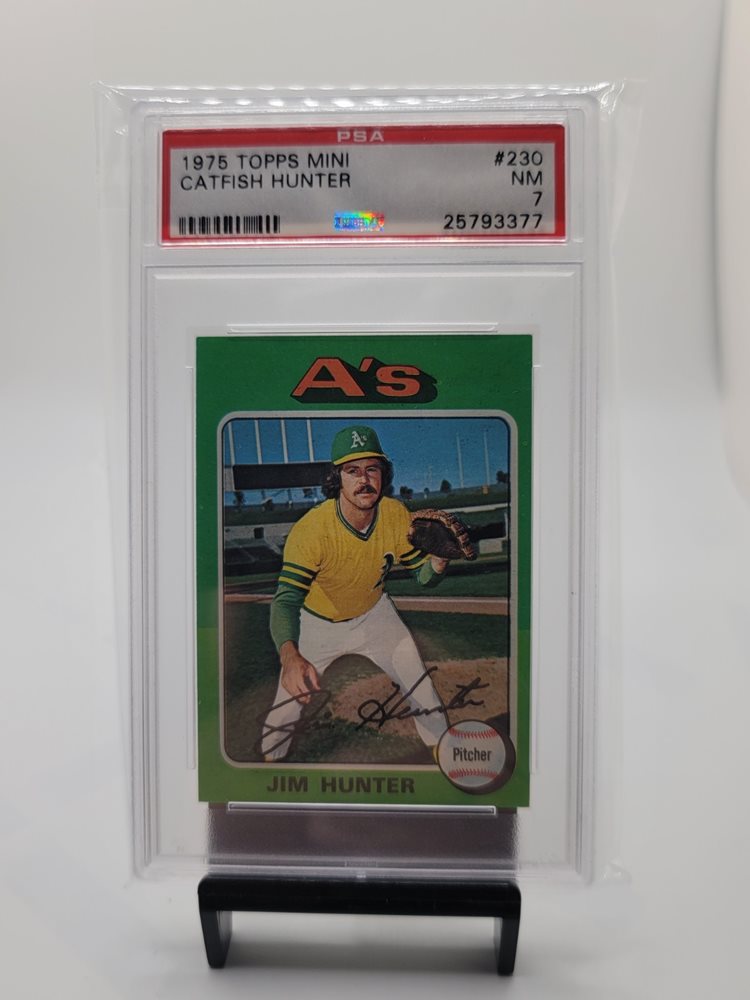 PSA
1975 TOPPS MINI #230
CATFISH HUNTER NM
7
25793377
A's
A's
Jim Hunter
Pitcher
JIM HUNTER